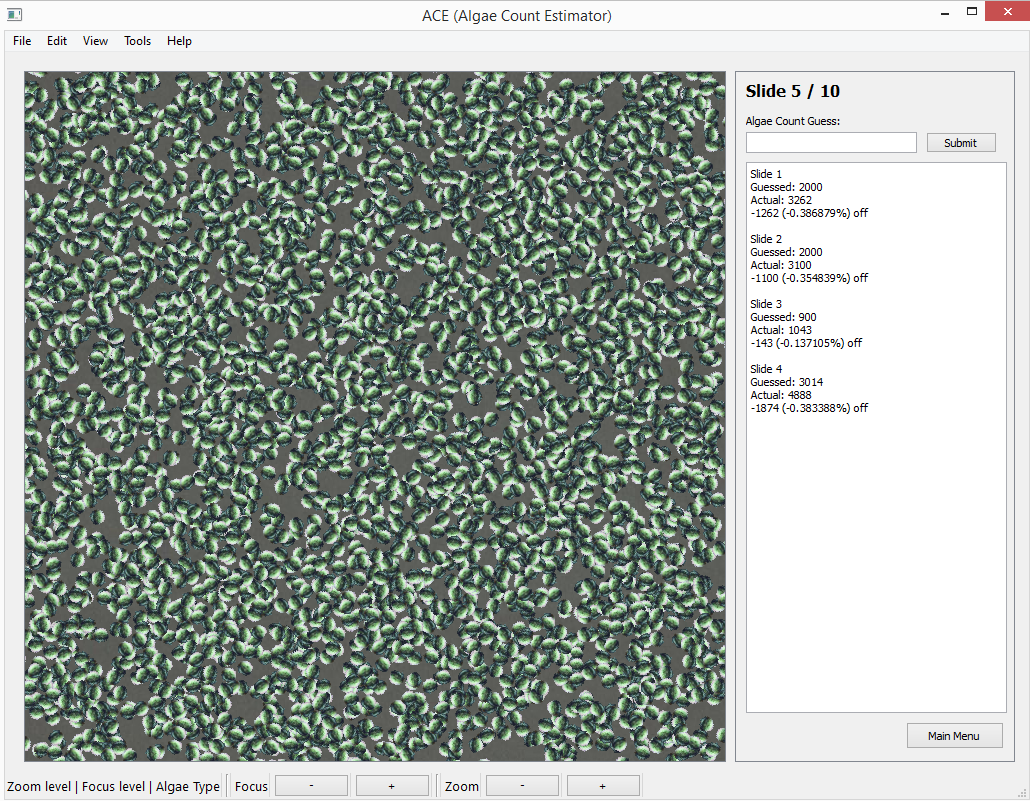 ACE (Algae Count Estimator)
File Edit View Tools Help
Slide 5 / 10
Algae Count Guess:
Submit
Slide 1
Guessed: 2000
Actual: 3262
-1262 (-0.386879%) off
Slide 2
Guessed: 2000
Actual: 3100
-1100 (-0.354839%) off
Slide 3
Guessed: 900
Actual: 1043
-143 (-0.137105%) off
Slide 4
Guessed: 3014
Actual: 4888
-1874 (-0.383388%) off
Main Menu
Zoom level | Focus level | Algae Type Focus - + Zoom - +